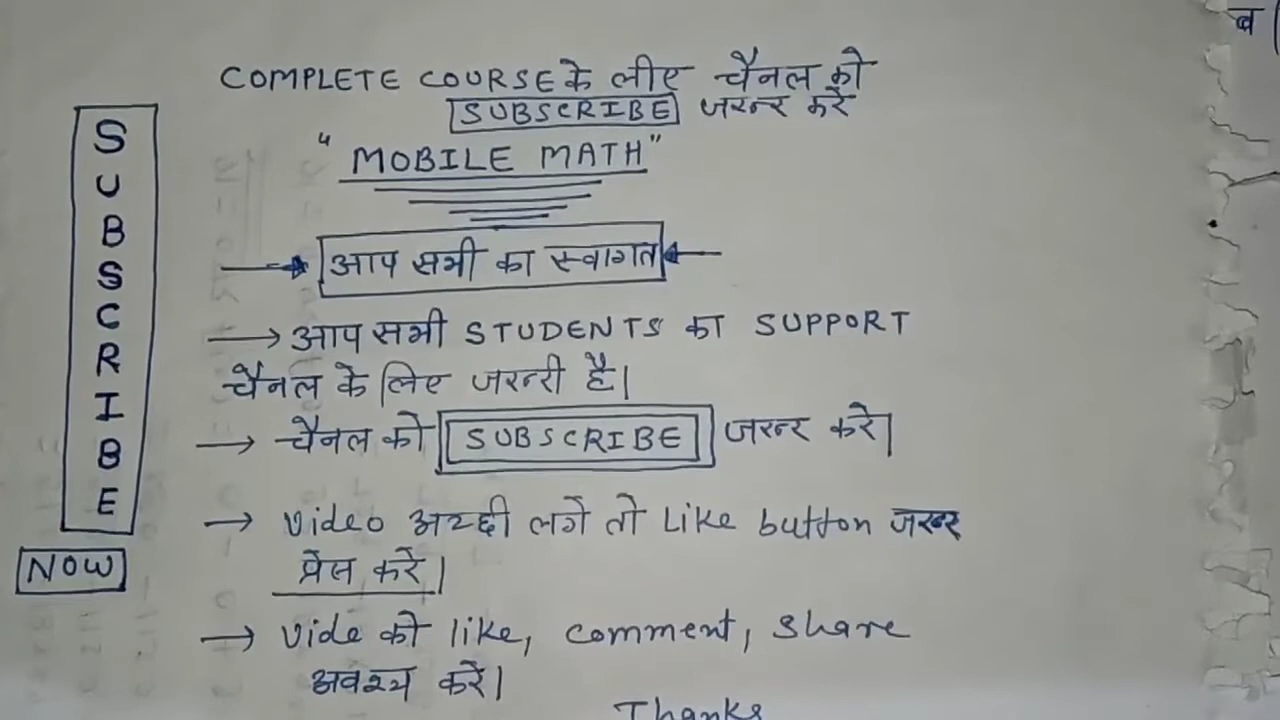 COMPLETE COURSE के लीए चैनल को
SUBSCRIBE जरूर करें
"MOBILE MATH"
आप सभी का स्वागत
→ आप सभी STUDENTS का SUPPORT
चैनल के लिए जरूरी है।
→ चैनल को SUBSCRIBE जरूर करे।
→ Video अच्छी लगे तो Like button जरूर
प्रेस करें।
→ Vide को like, comment, share
अवश्य करें।
Thanks
SUBSCRIBE
NOW
ब